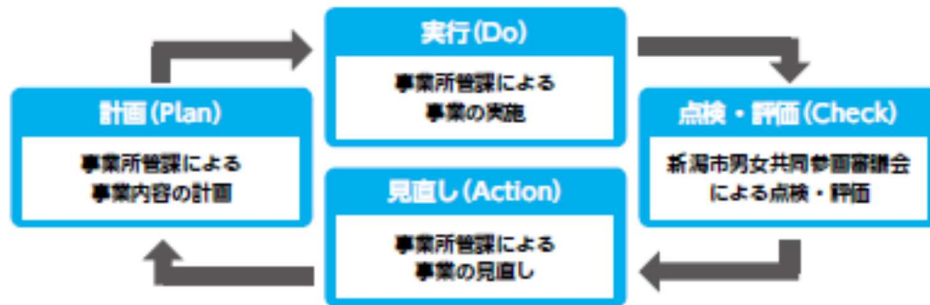 実行(Do)
事業所管課による
事業の実施
計画(Plan)
事業所管課による
事業内容の計画
点検・評価(Check)
新潟市男女共同参画審議会
による点検・評価
見直し(Action)
事業所管課による
事業の見直し